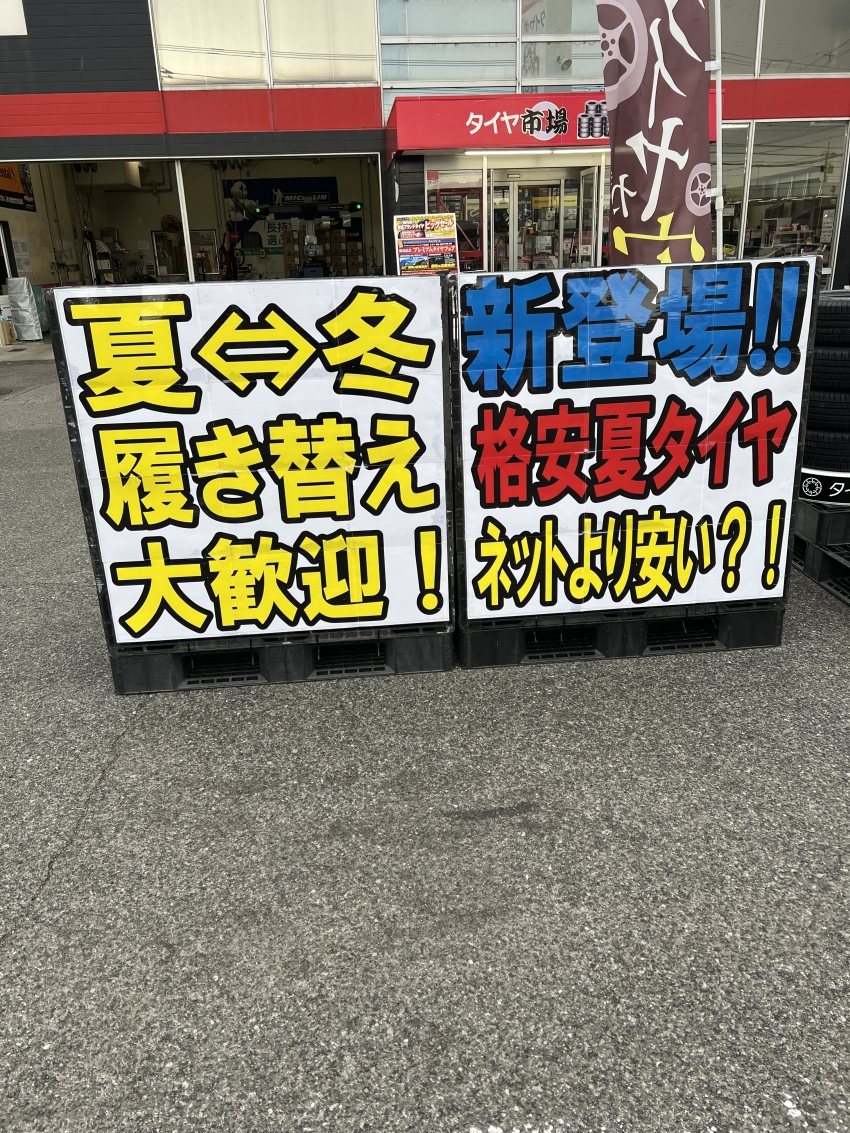 タイヤ市場
MICHELIN
夏⇔冬
履き替え
大歓迎！
新登場!!
格安夏タイヤ
ネットより安い？！